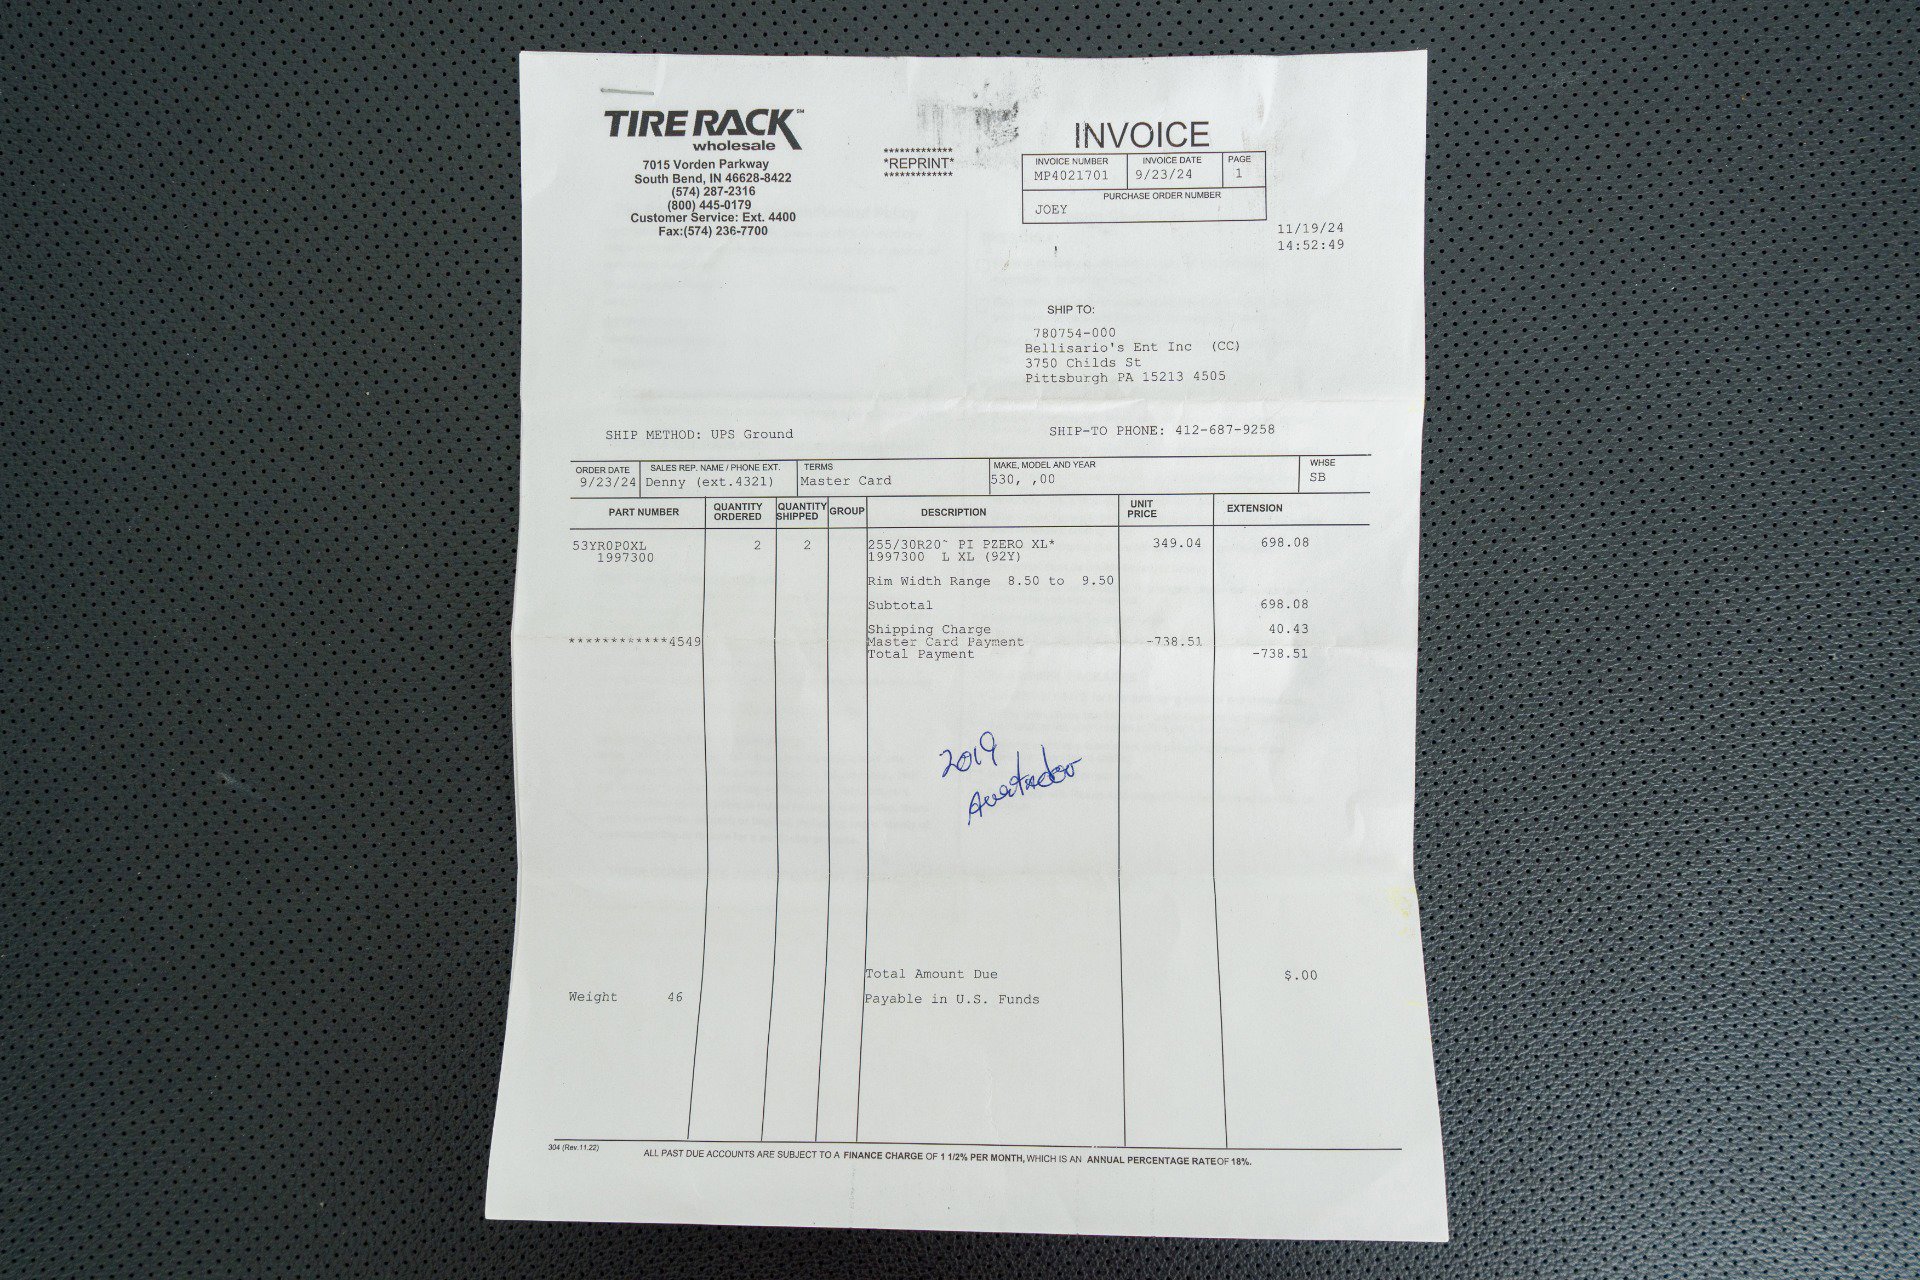 TIRE RACK℠
wholesale
7015 Vorden Parkway
South Bend, IN 46628-8422
(574) 287-2316
(800) 445-0179
Customer Service: Ext. 4400
Fax:(574) 236-7700
*************
*REPRINT*
*************
INVOICE
INVOICE NUMBER INVOICE DATE PAGE
MP4021701 9/23/24 1
PURCHASE ORDER NUMBER
JOEY
11/19/24
14:52:49
SHIP TO:
780754-000
Bellisario's Ent Inc (CC)
3750 Childs St
Pittsburgh PA 15213 4505
SHIP METHOD: UPS Ground SHIP-TO PHONE: 412-687-9258
ORDER DATE SALES REP. NAME / PHONE EXT. TERMS MAKE, MODEL AND YEAR WHSE
9/23/24 Denny (ext.4321) Master Card 530, ,00 SB
PART NUMBER QUANTITY ORDERED QUANTITY SHIPPED GROUP DESCRIPTION UNIT PRICE EXTENSION
53YR0P0XL 2 2 255/30R20~ PI PZERO XL* 349.04 698.08
1997300 1997300 L XL (92Y)
Rim Width Range 8.50 to 9.50
Subtotal 698.08
Shipping Charge 40.43
************4549 Master Card Payment -738.51
Total Payment -738.51
2019
Total Amount Due $.00
Weight 46 Payable in U.S. Funds
304 (Rev.11.22)
ALL PAST DUE ACCOUNTS ARE SUBJECT TO A FINANCE CHARGE OF 1 1/2% PER MONTH, WHICH IS AN ANNUAL PERCENTAGE RATE OF 18%.